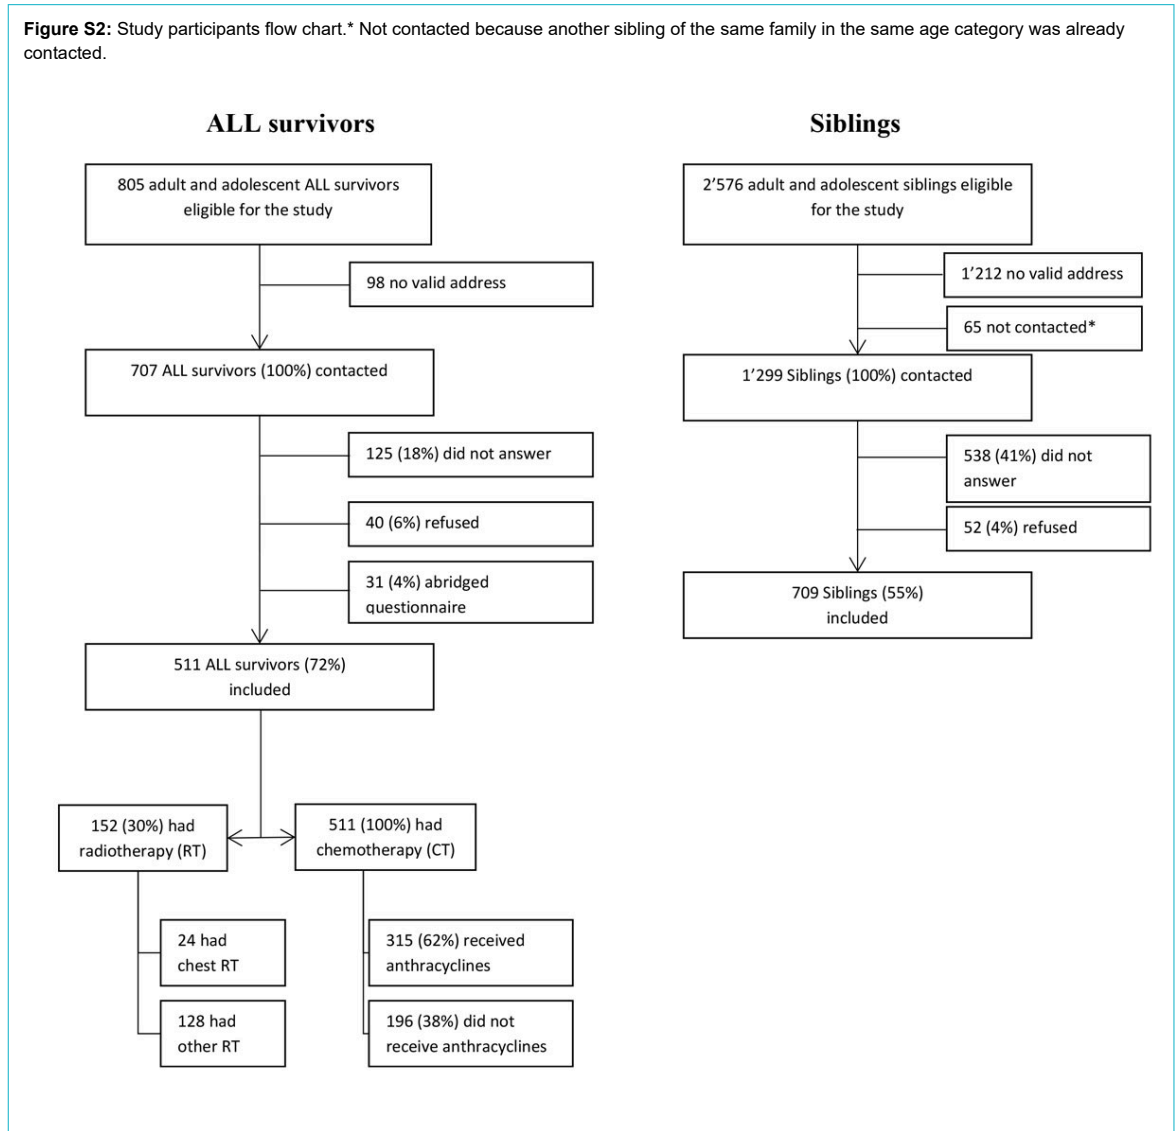 Figure S2: Study participants flow chart.* Not contacted because another sibling of the same family in the same age category was already
contacted.
ALL survivors
805 adult and adolescent ALL survivors
eligible for the study
98 no valid address
707 ALL survivors (100%) contacted
125 (18%) did not answer
40 (6%) refused
31 (4%) abridged
questionnaire
511 ALL survivors (72%)
included
152 (30%) had
radiotherapy (RT)
511 (100%) had
chemotherapy (CT)
24 had
chest RT
128 had
other RT
315 (62%) received
anthracyclines
196 (38%) did not
receive anthracyclines
Siblings
2’576 adult and adolescent siblings eligible
for the study
1’212 no valid address
65 not contacted*
1’299 Siblings (100%) contacted
538 (41%) did not
answer
52 (4%) refused
709 Siblings (55%)
included